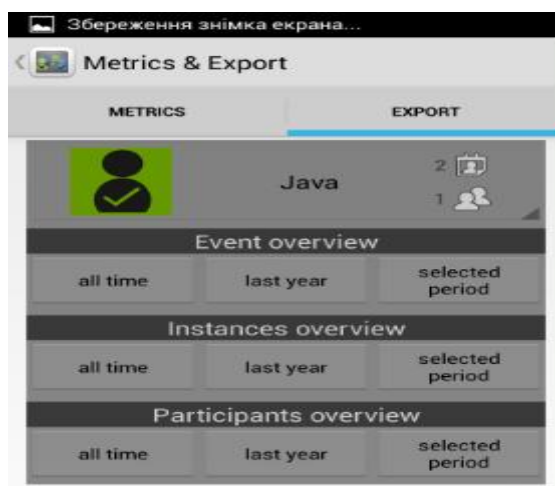 Збереження знімка екрана...
Metrics & Export
METRICS EXPORT
2
Java
1
Event overview
all time last year selected period
Instances overview
all time last year selected period
Participants overview
all time last year selected period